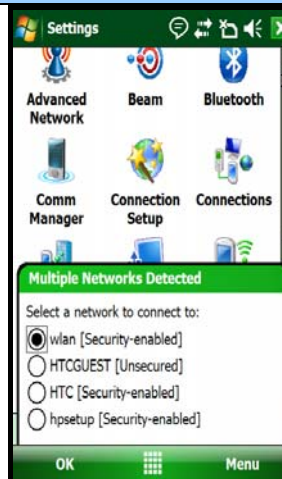 Settings
Advanced Network
Beam
Bluetooth
Comm Manager
Connection Setup
Connections
Multiple Networks Detected
Select a network to connect to:
wlan [Security-enabled]
HTCGUEST [Unsecured]
HTC [Security-enabled]
hpsetup [Security-enabled]
OK
Menu